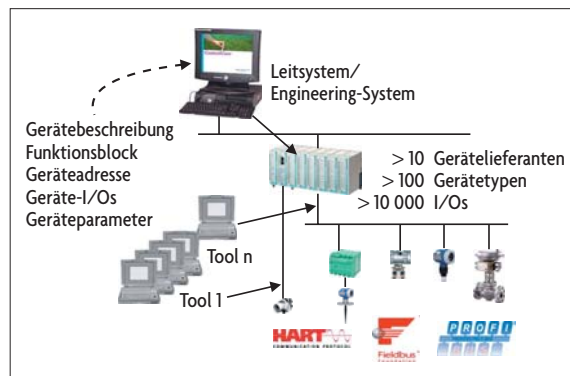 Leitsystem/
Engineering-System
Gerätebeschreibung
Funktionsblock
Geräteadresse
Geräte-I/Os
Geräteparameter
> 10 Gerätelieferanten
> 100 Gerätetypen
> 10 000 I/Os
Tool n
Tool 1
HART
COMMUNICATION PROTOCOL
Fieldbus
PROFI